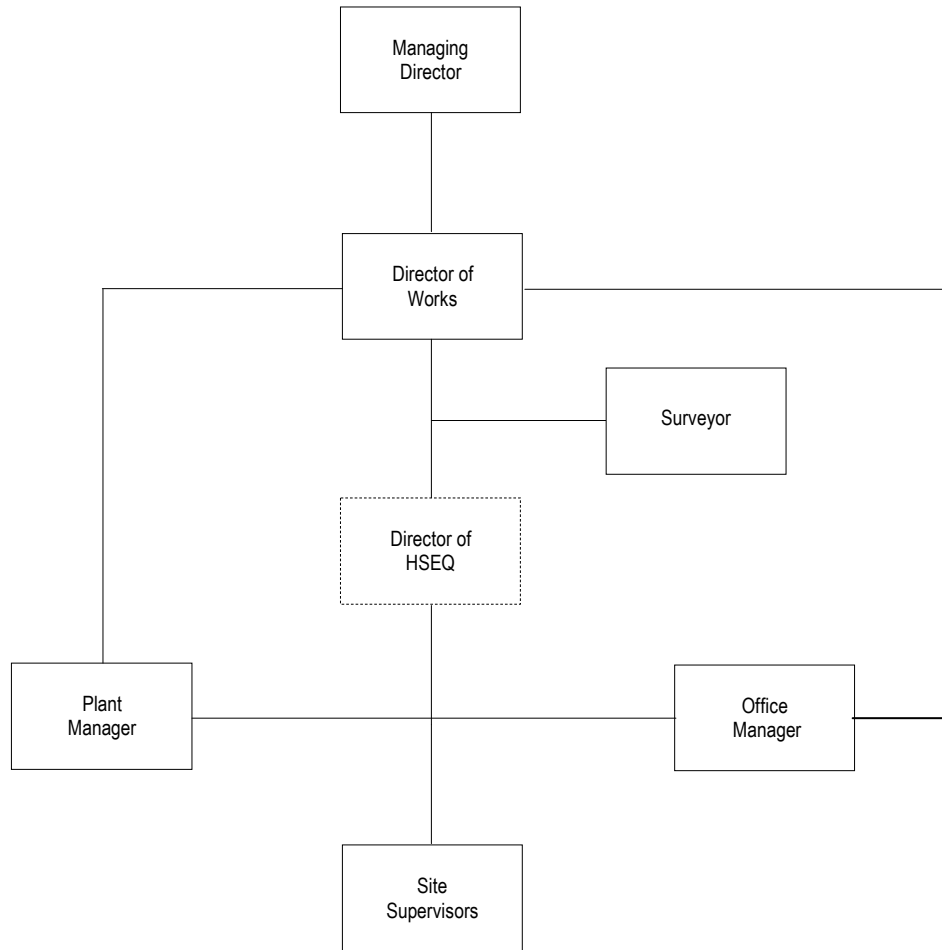 Managing
Director
Director of
Works
Surveyor
Director of
HSEQ
Plant
Manager
Office
Manager
Site
Supervisors